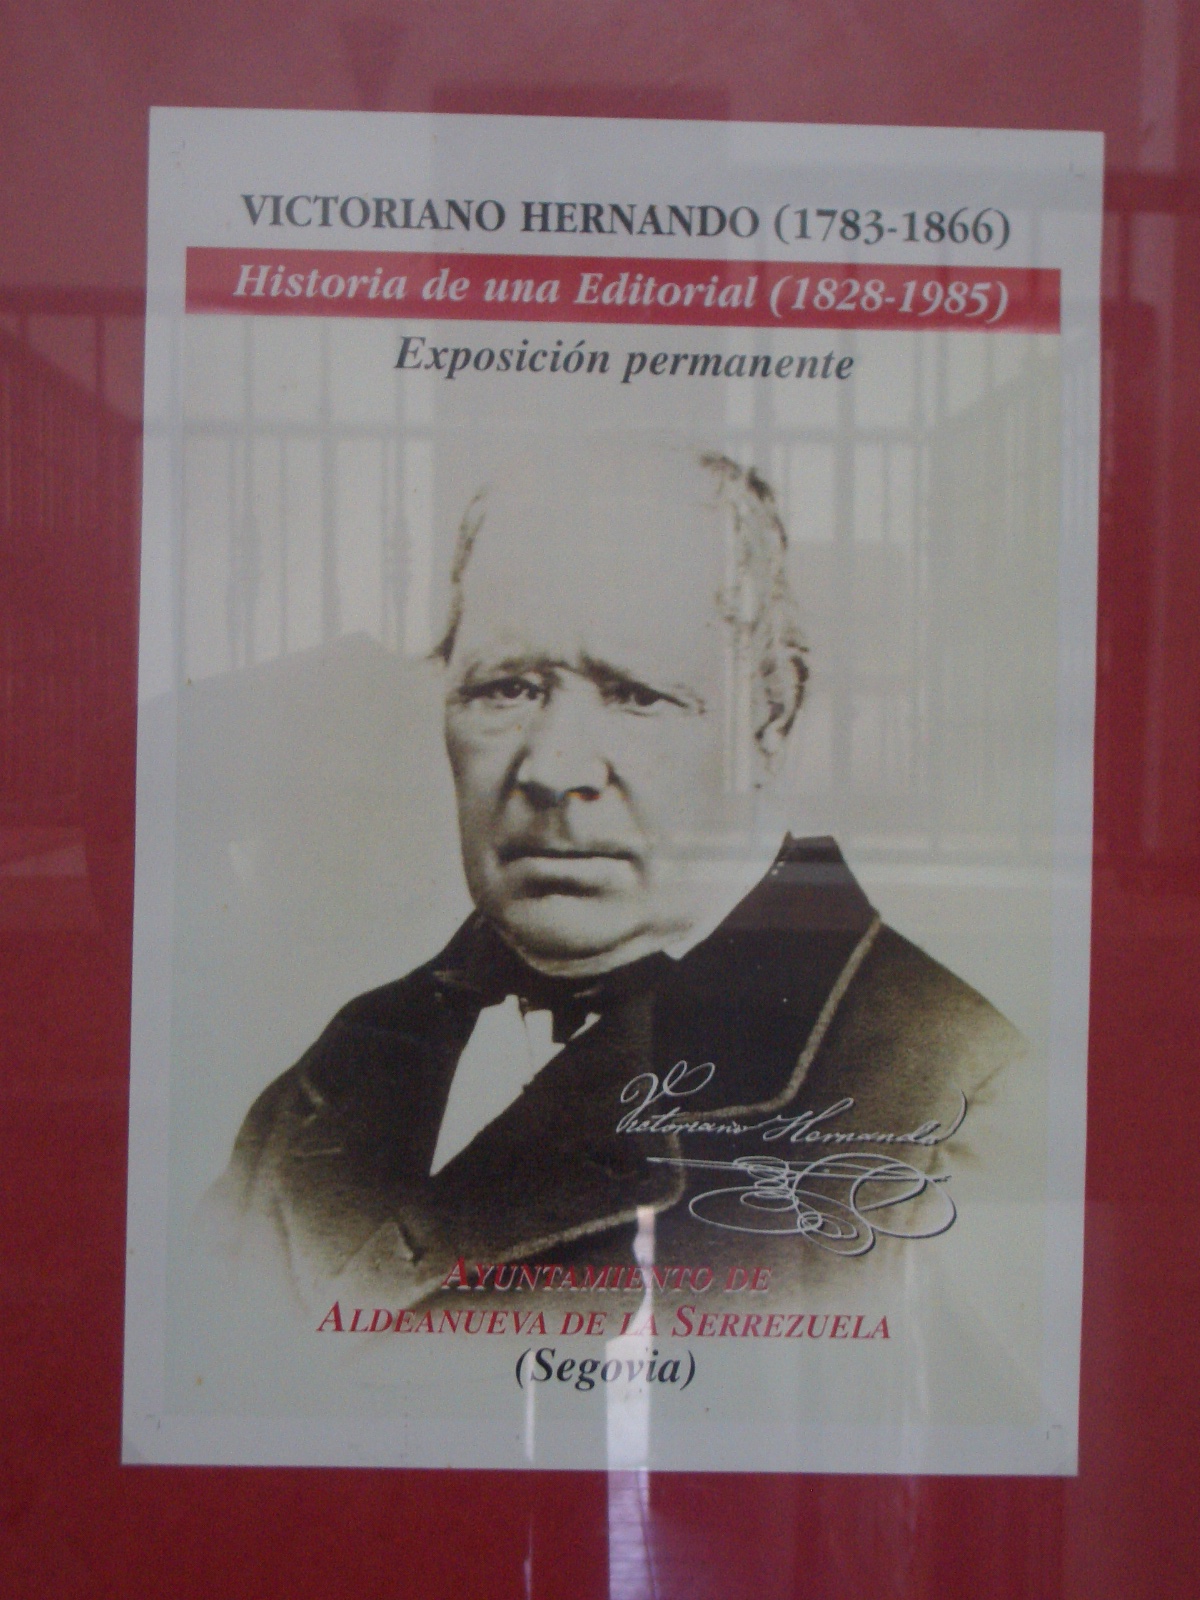 VICTORIANO HERNANDO (1783-1866)
Historia de una Editorial (1828-1985)
Exposición permanente
Victoriano Hernando
AYUNTAMIENTO DE
ALDEANUEVA DE LA SERREZUELA
(Segovia)